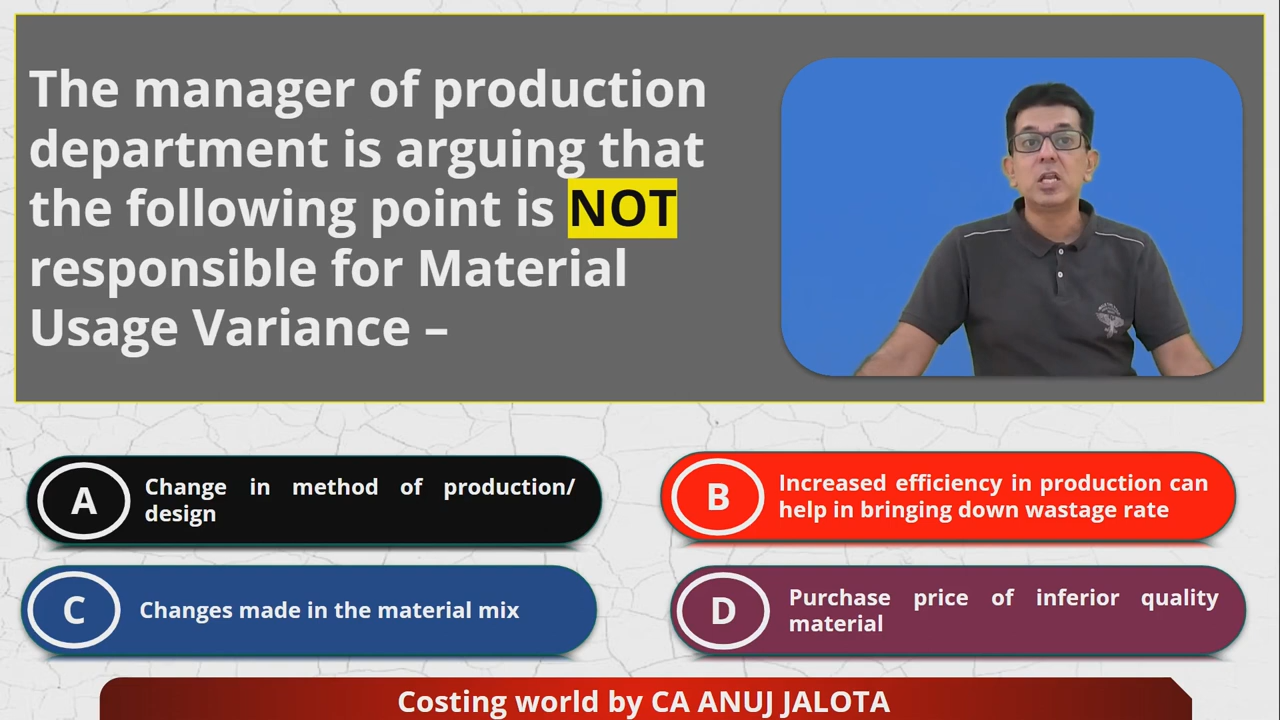 The manager of production
department is arguing that
the following point is NOT
responsible for Material
Usage Variance –
A
Change in method of production/
design
B
Increased efficiency in production can
help in bringing down wastage rate
C
Changes made in the material mix
D
Purchase price of inferior quality
material
Costing world by CA ANUJ JALOTA